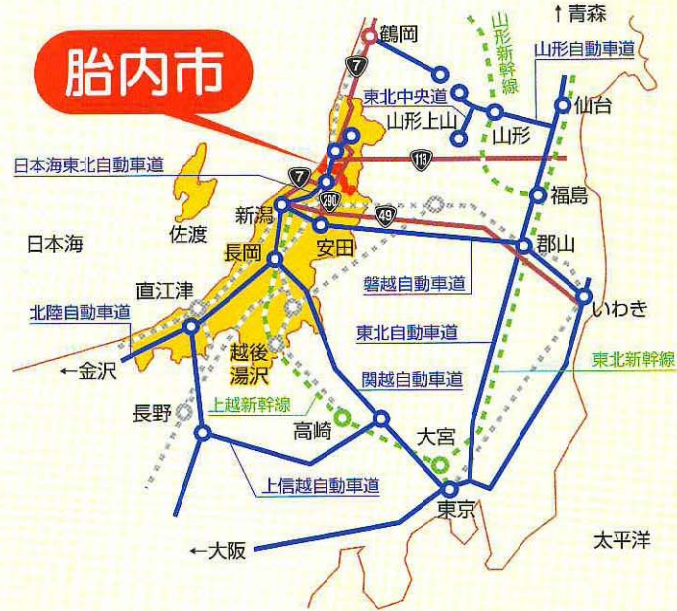 ↑青森
鶴岡
7
山形新幹線
山形自動車道
胎内市
東北中央道
仙台
山形上山
山形
日本海東北自動車道
7
113
福島
290
新潟
49
佐渡
安田
日本海
長岡
郡山
直江津
磐越自動車道
北陸自動車道
いわき
東北自動車道
越後
湯沢
東北新幹線
←金沢
関越自動車道
長野
上越新幹線
高崎
大宮
上信越自動車道
東京
←大阪
太平洋